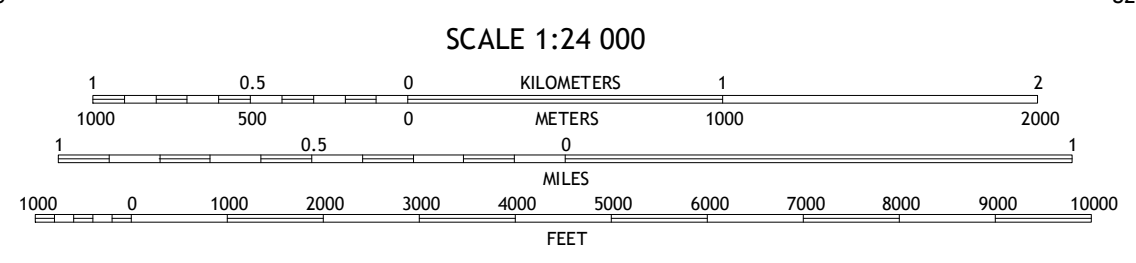 SCALE 1:24 000
1 0.5 0 KILOMETERS 1 2
1000 500 0 METERS 1000 2000
1 0.5 0 1
MILES
1000 0 1000 2000 3000 4000 5000 6000 7000 8000 9000 10000
FEET